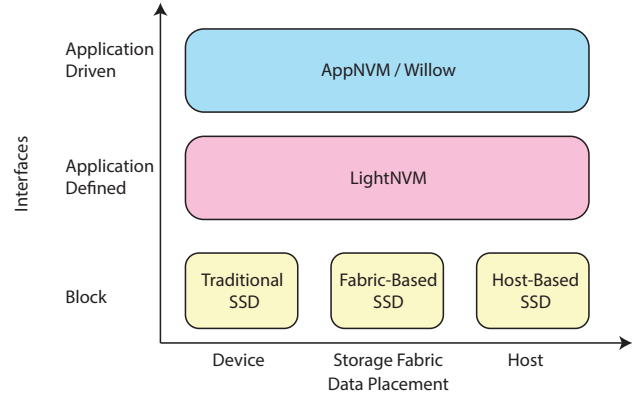 Application
Driven
AppNVM / Willow
Interfaces
Application
Defined
LightNVM
Block
Traditional
SSD
Fabric-Based
SSD
Host-Based
SSD
Device
Storage Fabric
Host
Data Placement